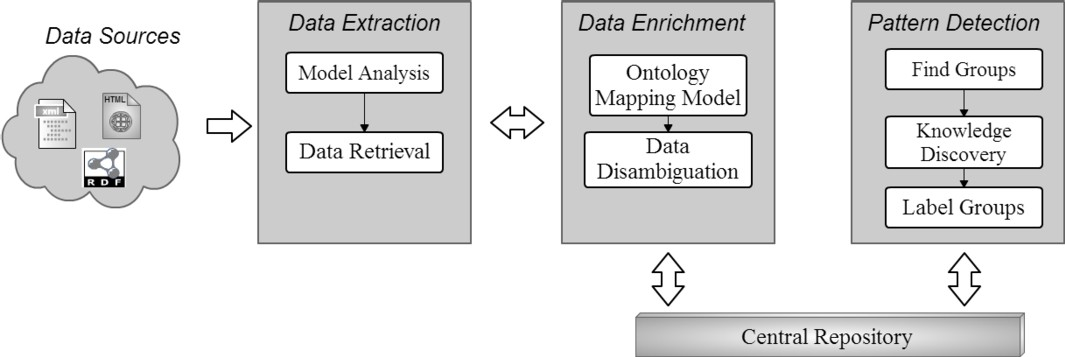 Data Sources
xml
HTML
RDF
Data Extraction
Model Analysis
Data Retrieval
Data Enrichment
Ontology
Mapping Model
Data
Disambiguation
Pattern Detection
Find Groups
Knowledge
Discovery
Label Groups
Central Repository